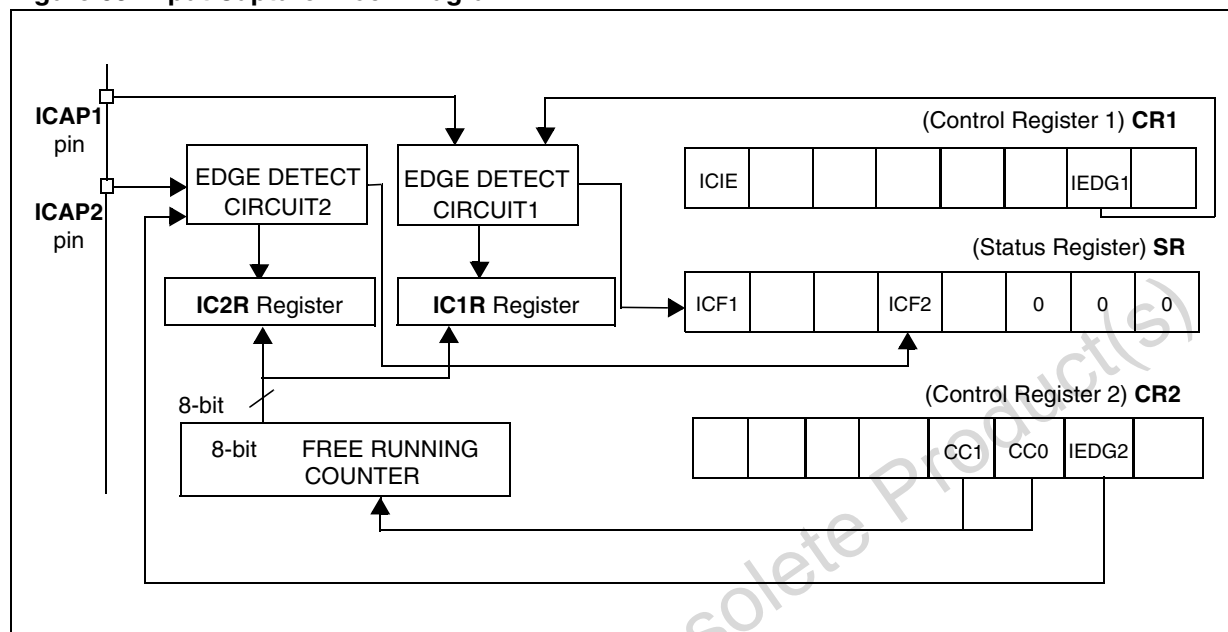 ICAP1
pin
ICAP2
pin
EDGE DETECT
CIRCUIT2
EDGE DETECT
CIRCUIT1
IC2R Register
IC1R Register
8-bit
8-bit FREE RUNNING
COUNTER
(Control Register 1) CR1
ICIE
IEDG1
(Status Register) SR
ICF1 ICF2 0 0 0
(Control Register 2) CR2
CC1 CC0 IEDG2
solete Product(s)